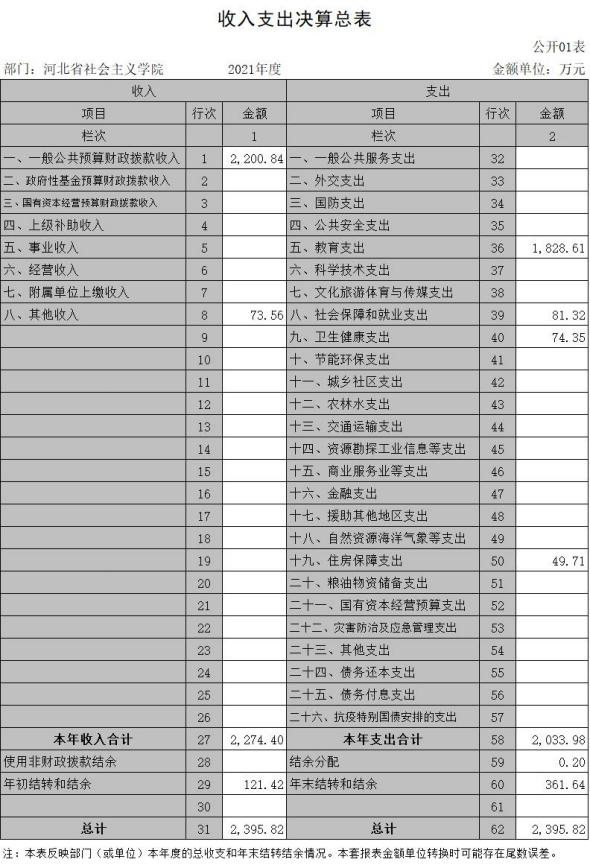 收入支出决算总表
公开01表
部门：河北省社会主义学院 2021年度 金额单位：万元
收入 支出
项目 行次 金额 项目 行次 金额
栏次 1 栏次 2
一、一般公共预算财政拨款收入 1 2,200.84 一、一般公共服务支出 32
二、政府性基金预算财政拨款收入 2 二、外交支出 33
三、国有资本经营预算财政拨款收入 3 三、国防支出 34
四、上级补助收入 4 四、公共安全支出 35
五、事业收入 5 五、教育支出 36 1,828.61
六、经营收入 6 六、科学技术支出 37
七、附属单位上缴收入 7 七、文化旅游体育与传媒支出 38
八、其他收入 8 73.56 八、社会保障和就业支出 39 81.32
9 九、卫生健康支出 40 74.35
10 十、节能环保支出 41
11 十一、城乡社区支出 42
12 十二、农林水支出 43
13 十三、交通运输支出 44
14 十四、资源勘探工业信息等支出 45
15 十五、商业服务业等支出 46
16 十六、金融支出 47
17 十七、援助其他地区支出 48
18 十八、自然资源海洋气象等支出 49
19 十九、住房保障支出 50 49.71
20 二十、粮油物资储备支出 51
21 二十一、国有资本经营预算支出 52
22 二十二、灾害防治及应急管理支出 53
23 二十三、其他支出 54
24 二十四、债务还本支出 55
25 二十五、债务付息支出 56
26 二十六、抗疫特别国债安排的支出 57
本年收入合计 27 2,274.40 本年支出合计 58 2,033.98
使用非财政拨款结余 28 结余分配 59 0.20
年初结转和结余 29 121.42 年末结转和结余 60 361.64
30 61
总计 31 2,395.82 总计 62 2,395.82
注：本表反映部门（或单位）本年度的总收支和年末结转结余情况。本套报表金额单位转换时可能存在尾数误差。